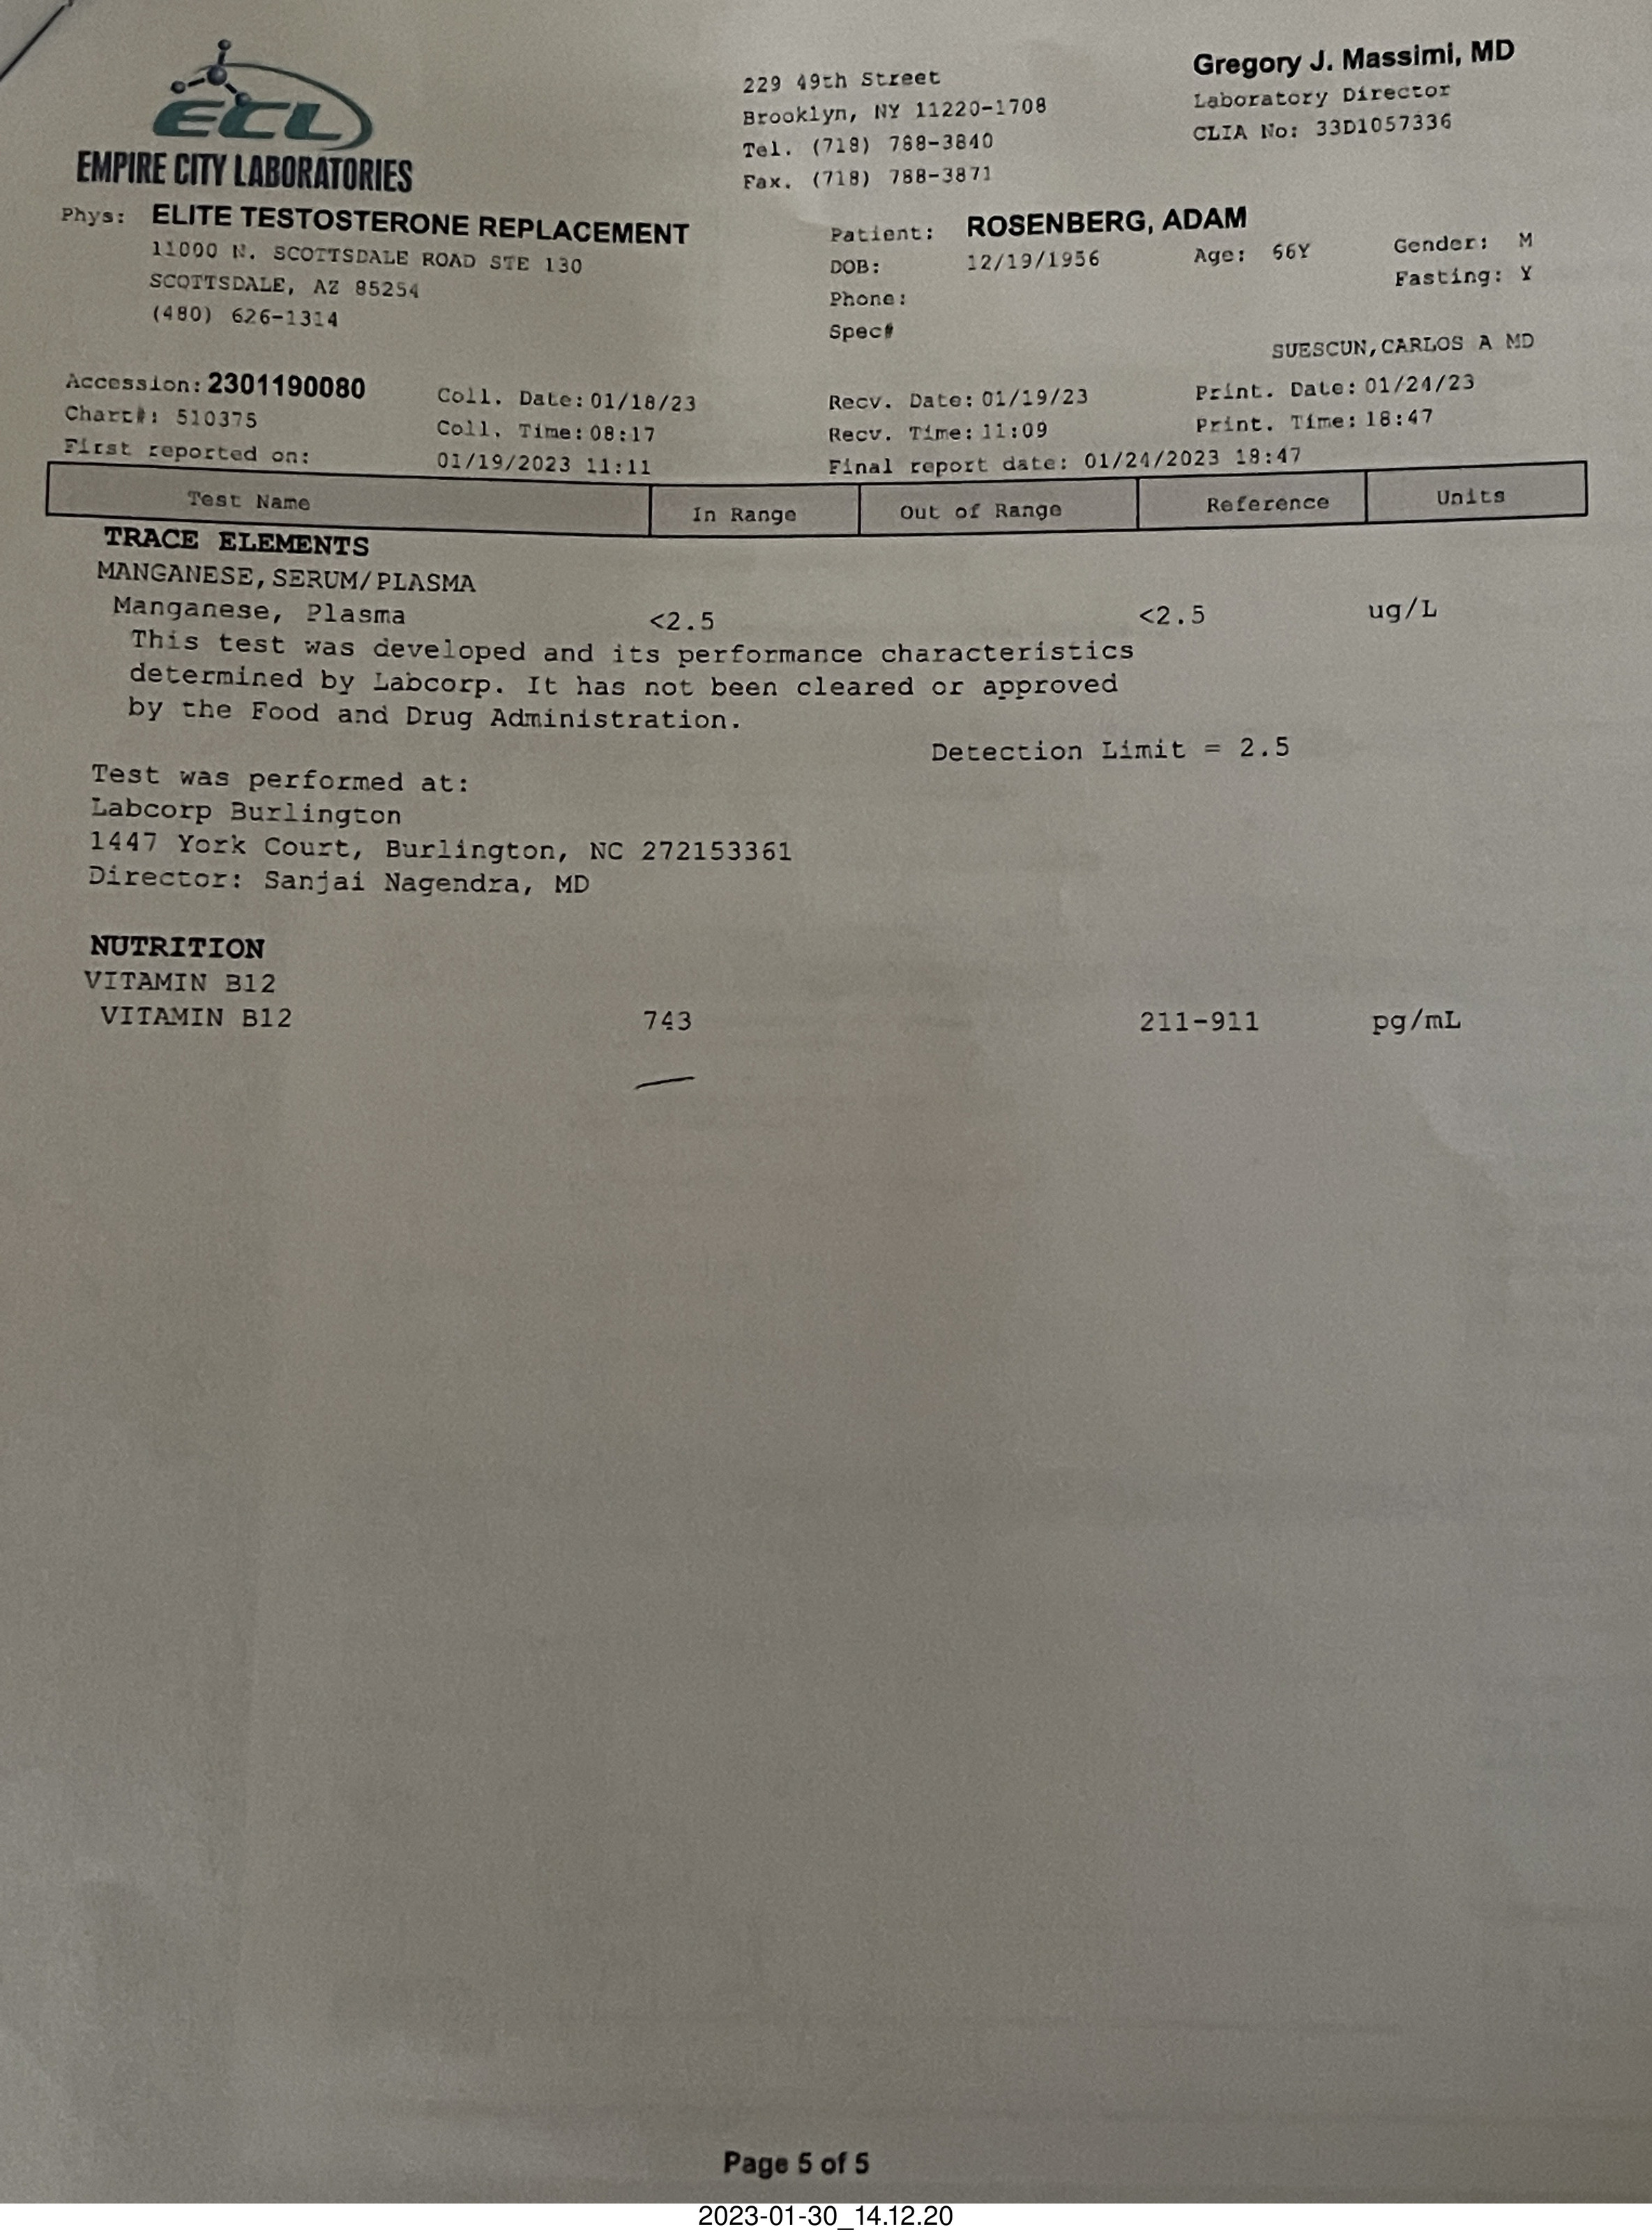 ECL
EMPIRE CITY LABORATORIES
229 49th Street
Brooklyn, NY 11220-1708
Tel. (718) 788-3840
Fax. (718) 788-3871
Gregory J. Massimi, MD
Laboratory Director
CLIA No: 33D1057336
Phys: ELITE TESTOSTERONE REPLACEMENT
11000 N. SCOTTSDALE ROAD STE 130
SCOTTSDALE, AZ 85254
(480) 626-1314
Patient: ROSENBERG, ADAM
DOB: 12/19/1956 Age: 66Y Gender: M
Phone: Fasting: Y
Spec#
SUESCUN,CARLOS A MD
Accession: 2301190080 Coll. Date: 01/18/23 Recv. Date: 01/19/23 Print. Date: 01/24/23
Chart#: 510375 Coll. Time: 08:17 Recv. Time: 11:09 Print. Time: 18:47
First reported on: 01/19/2023 11:11 Final report date: 01/24/2023 18:47
Test Name In Range Out of Range Reference Units
TRACE ELEMENTS
MANGANESE,SERUM/PLASMA
Manganese, Plasma <2.5 <2.5 ug/L
This test was developed and its performance characteristics
determined by Labcorp. It has not been cleared or approved
by the Food and Drug Administration.
Detection Limit = 2.5
Test was performed at:
Labcorp Burlington
1447 York Court, Burlington, NC 272153361
Director: Sanjai Nagendra, MD
NUTRITION
VITAMIN B12
VITAMIN B12 743 211-911 pg/mL
Page 5 of 5
2023-01-30_14.12.20